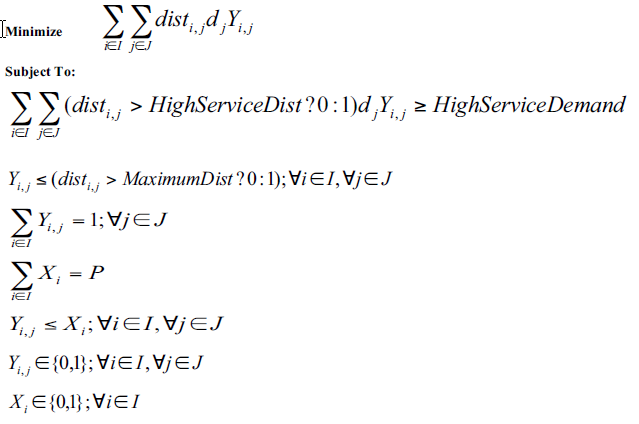 Minimize ∑_{i∈I} ∑_{j∈J} dist_{i,j} d_j Y_{i,j}
Subject To:
∑_{i∈I} ∑_{j∈J} (dist_{i,j} > HighServiceDist ? 0 : 1) d_j Y_{i,j} ≥ HighServiceDemand
Y_{i,j} ≤ (dist_{i,j} > MaximumDist ? 0 : 1); ∀i∈I, ∀j∈J
∑_{i∈I} Y_{i,j} = 1; ∀j∈J
∑_{i∈I} X_i = P
Y_{i,j} ≤ X_i; ∀i∈I, ∀j∈J
Y_{i,j} ∈ {0,1}; ∀i∈I, ∀j∈J
X_i ∈ {0,1}; ∀i∈I